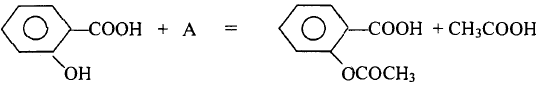 COOH + A = COOH + CH3COOH
OH OCOCH3